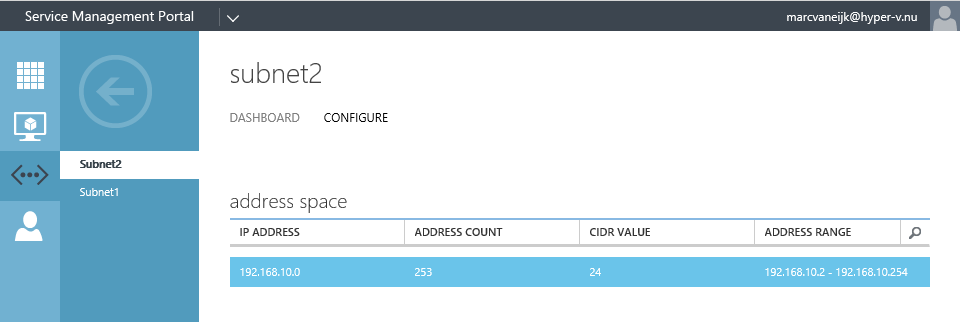 Service Management Portal
marcvaneijk@hyper-v.nu
subnet2
DASHBOARD CONFIGURE
Subnet2
Subnet1
address space
IP ADDRESS ADDRESS COUNT CIDR VALUE ADDRESS RANGE
192.168.10.0 253 24 192.168.10.2 - 192.168.10.254